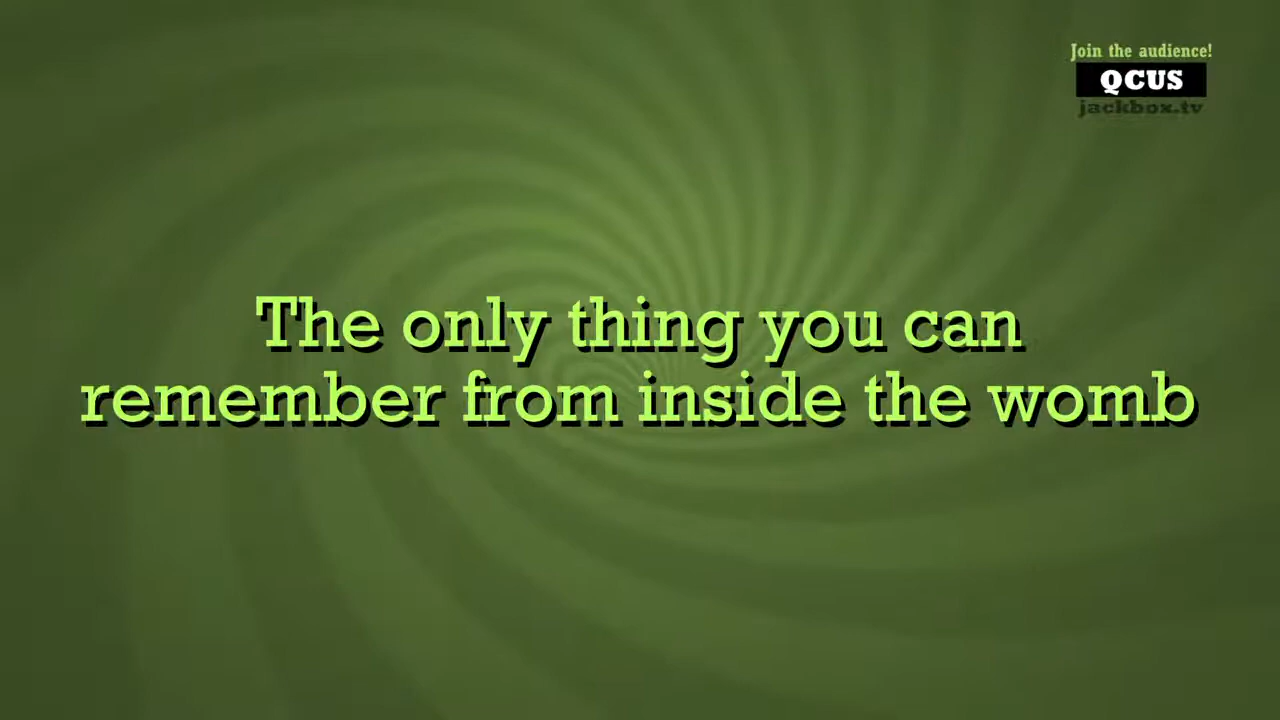 Join the audience!
QCUS
jackbox.tv
The only thing you can
remember from inside the womb